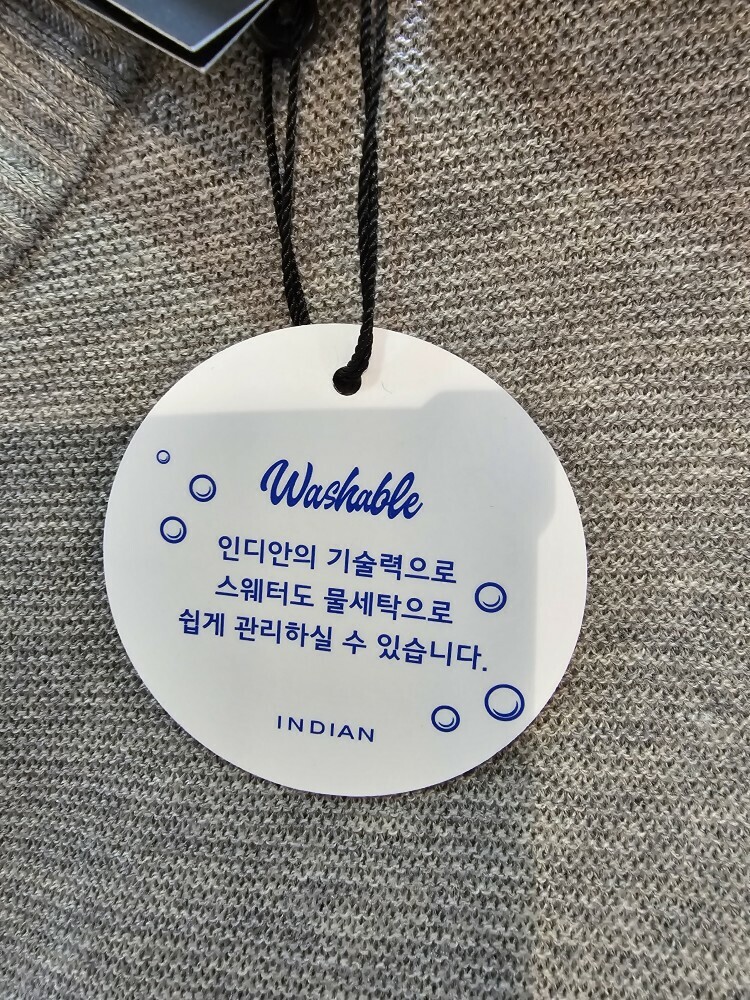 Washable
인디안의 기술력으로
스웨터도 물세탁으로
쉽게 관리하실 수 있습니다.
INDIAN